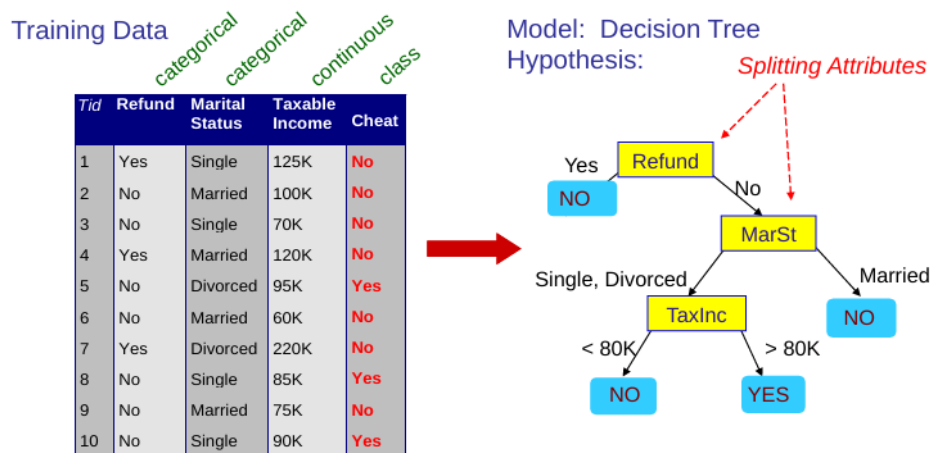 Training Data
categorical
categorical
continuous
class
Tid Refund Marital Status Taxable Income Cheat
1 Yes Single 125K No
2 No Married 100K No
3 No Single 70K No
4 Yes Married 120K No
5 No Divorced 95K Yes
6 No Married 60K No
7 Yes Divorced 220K No
8 No Single 85K Yes
9 No Married 75K No
10 No Single 90K Yes
Model: Decision Tree
Hypothesis:
Splitting Attributes
Refund
Yes
No
NO
MarSt
Single, Divorced
Married
TaxInc
NO
< 80K
> 80K
NO
YES